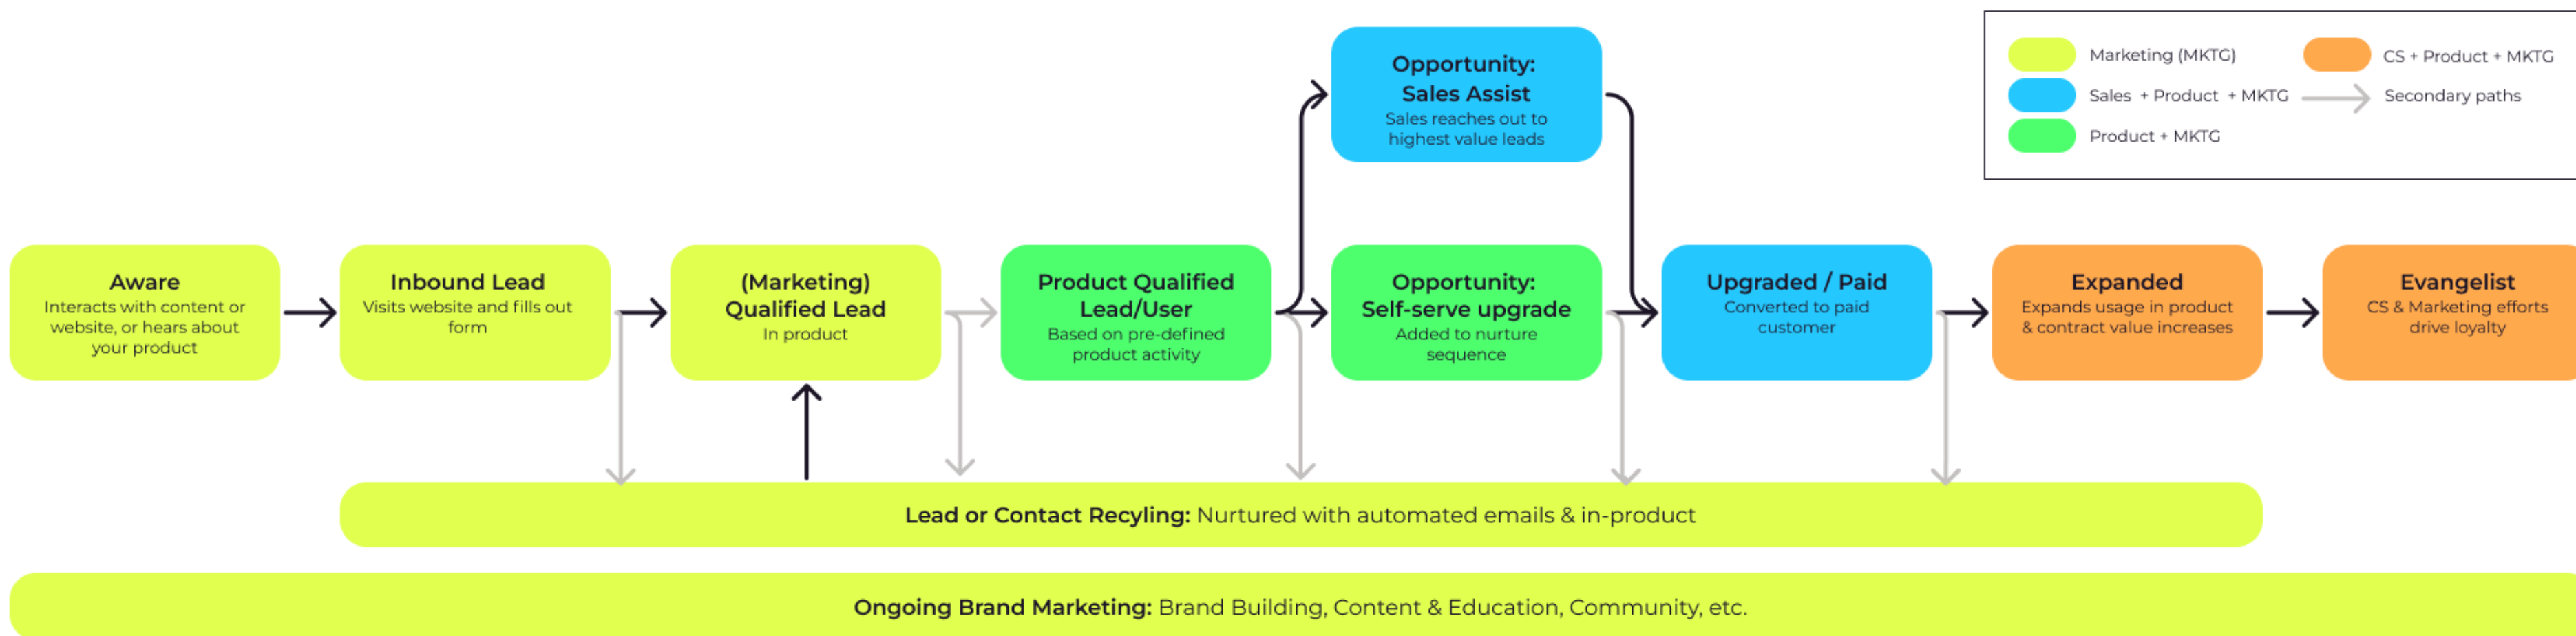 Marketing (MKTG)
CS + Product + MKTG
Sales + Product + MKTG
Secondary paths
Product + MKTG
Opportunity:
Sales Assist
Sales reaches out to
highest value leads
Aware
Interacts with content or
website, or hears about
your product
Inbound Lead
Visits website and fills out
form
(Marketing)
Qualified Lead
In product
Product Qualified
Lead/User
Based on pre-defined
product activity
Opportunity:
Self-serve upgrade
Added to nurture
sequence
Upgraded / Paid
Converted to paid
customer
Expanded
Expands usage in product
& contract value increases
Evangelist
CS & Marketing efforts
drive loyalty
Lead or Contact Recyling: Nurtured with automated emails & in-product
Ongoing Brand Marketing: Brand Building, Content & Education, Community, etc.